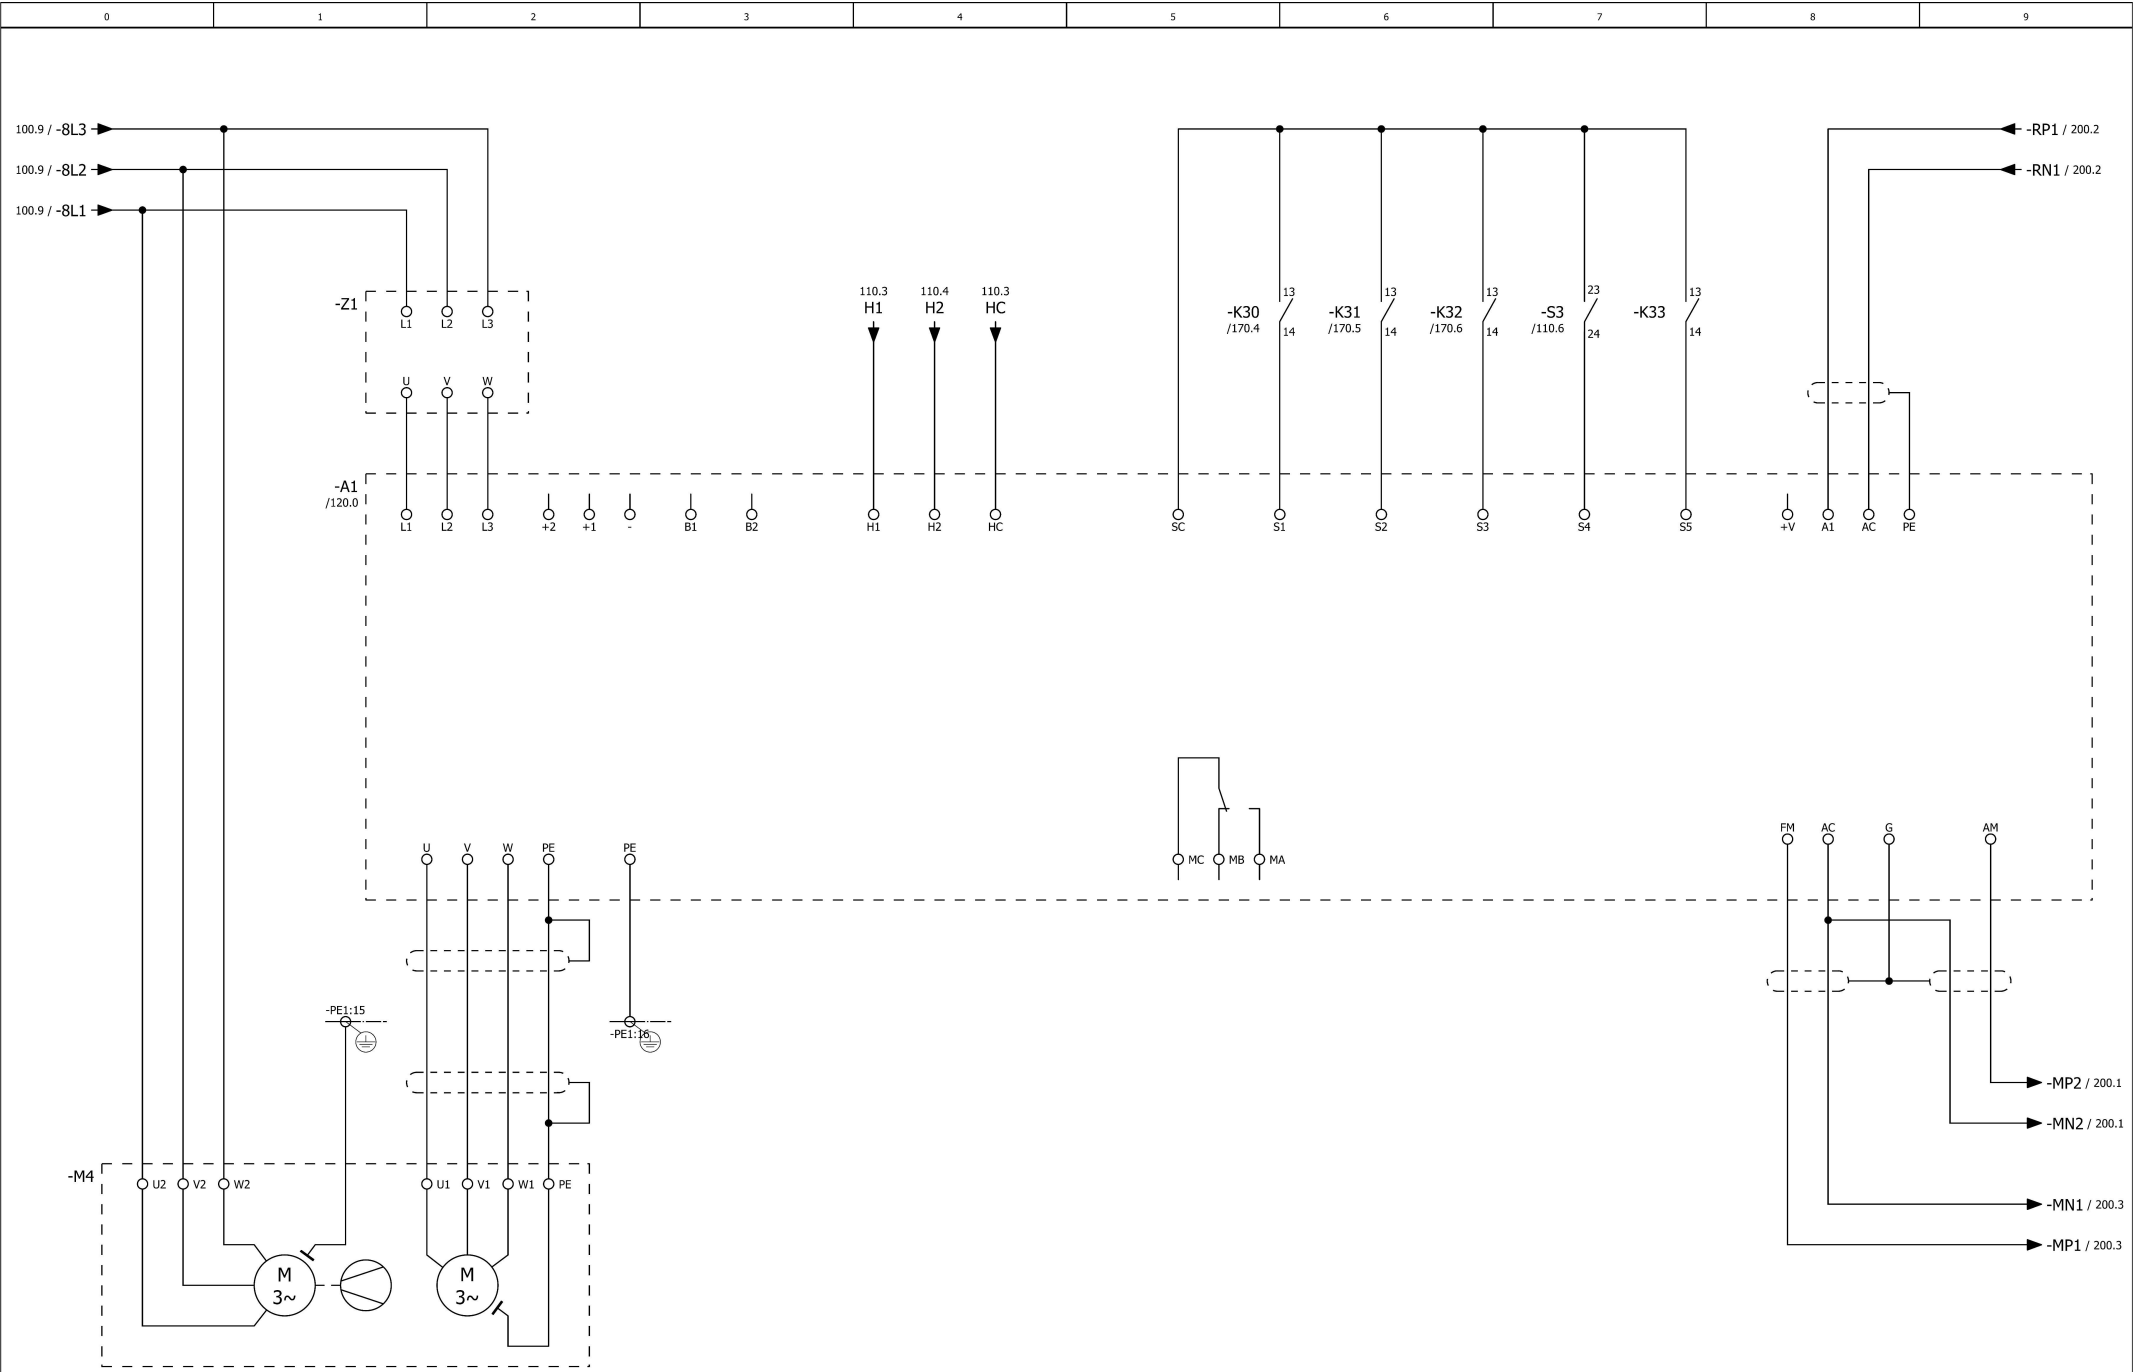 0 1 2 3 4 5 6 7 8 9
100.9 / -8L3
-RP1 / 200.2
100.9 / -8L2
-RN1 / 200.2
100.9 / -8L1
-Z1
L1 L2 L3
110.3 110.4 110.3
H1 H2 HC
13 13 13 23 13
-K30 -K31 -K32 -S3 -K33
/170.4 /170.5 /170.6 /110.6
14 14 14 24 14
U V W
-A1
/120.0
L1 L2 L3 +2 +1 - B1 B2 H1 H2 HC SC S1 S2 S3 S4 S5 +V A1 AC PE
FM AC G AM
U V W PE PE
MC MB MA
-PE1:15
-PE1:16
-MP2 / 200.1
-MN2 / 200.1
-M4
U2 V2 W2 U1 V1 W1 PE
-MN1 / 200.3
-MP1 / 200.3
M M
3~ 3~